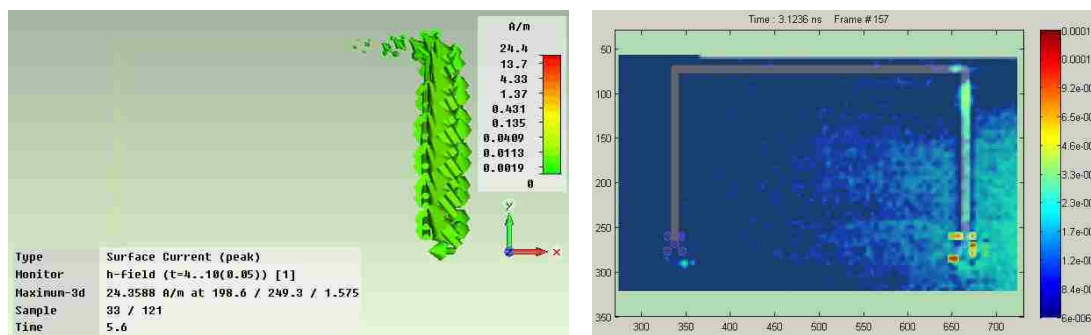 A/m
24.4
13.7
4.33
1.37
0.431
0.135
0.0409
0.0113
0.0019
0
y
x
Type Surface Current (peak)
Monitor h-field (t=4..10(0.05)) [1]
Maximum-3d 24.3588 A/m at 198.6 / 249.3 / 1.575
Sample 33 / 121
Time 5.6
Time : 3.1236 ns Frame #157
50
100
150
200
250
300
350
300 350 400 450 500 550 600 650 700
0.0001
0.0001
9.2e-00
6.5e-00
4.6e-00
3.3e-00
2.4e-00
1.7e-00
1.2e-00
8.4e-00
6e-006